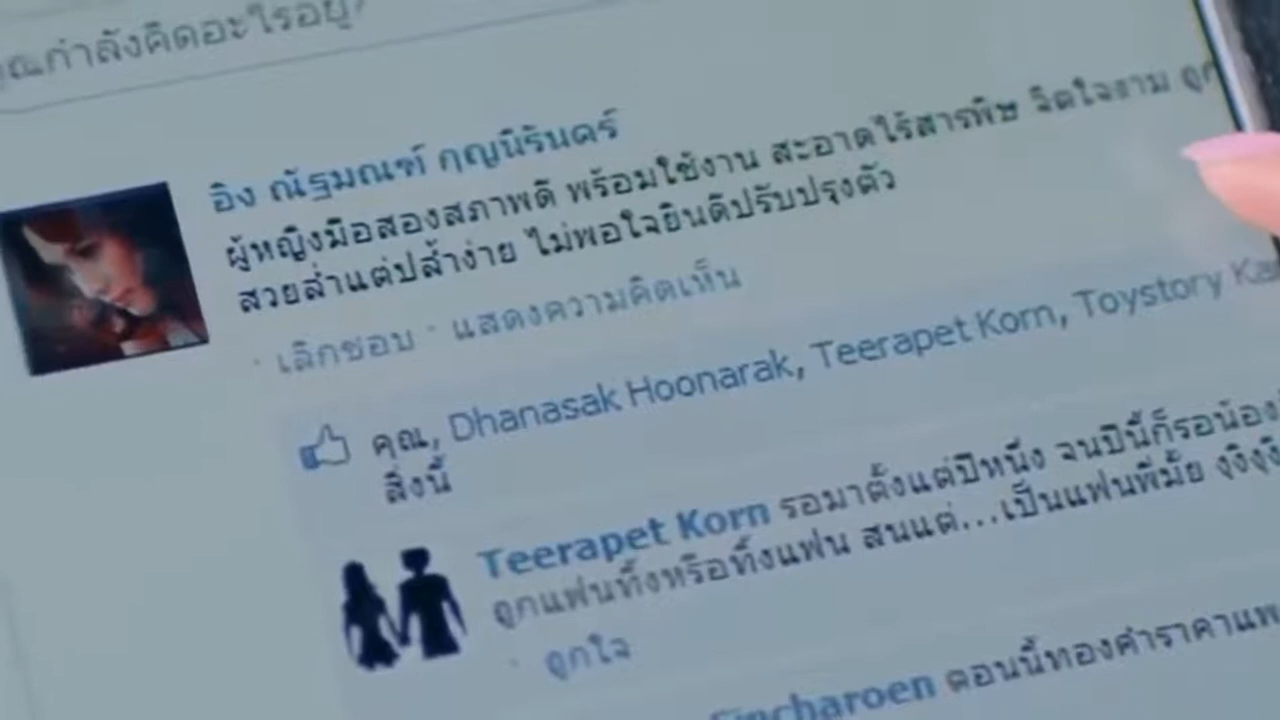 คุณกำลังคิดอะไรอยู่?
อิง ณัฐมณฑ์ กุญนีรินดร์
ผู้หญิงมือสองสภาพดี พร้อมใช้งาน สะอาดไร้สารพิษ จิตใจงาม ถูก
สวยล่ำแต่ปล้ำง่าย ไม่พอใจยินดีปรับปรุงตัว
· เลิกชอบ · แสดงความคิดเห็น
คุณ, Dhanasak Hoonarak, Teerapet Korn, Toystory
สิ่งนี้
Teerapet Korn รอมาตั้งแต่ปีหนึ่ง จนปีนี้ก็รอน้อง
ถูกแฟนทิ้งหรือทิ้งแฟน สนแต่...เป็นแฟนพี่มั้ย งุงิงุงิ
· ถูกใจ
Sincharoen ตอนนี้ทองคำราคาแพ